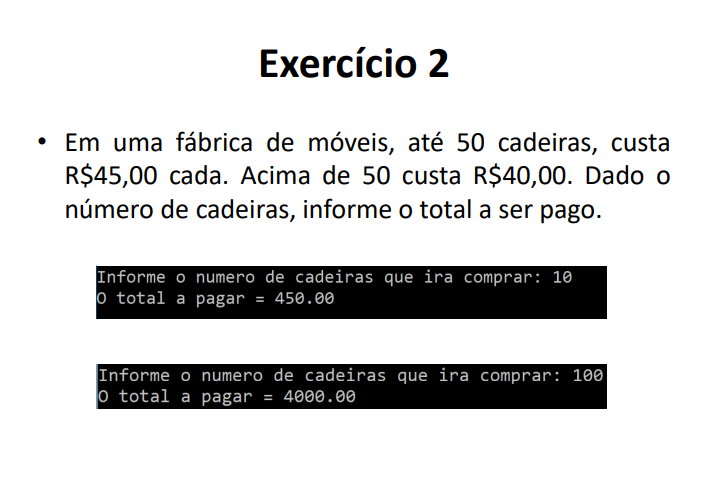 Exercício 2
• Em uma fábrica de móveis, até 50 cadeiras, custa
R$45,00 cada. Acima de 50 custa R$40,00. Dado o
número de cadeiras, informe o total a ser pago.
Informe o numero de cadeiras que ira comprar: 10
O total a pagar = 450.00
Informe o numero de cadeiras que ira comprar: 100
O total a pagar = 4000.00